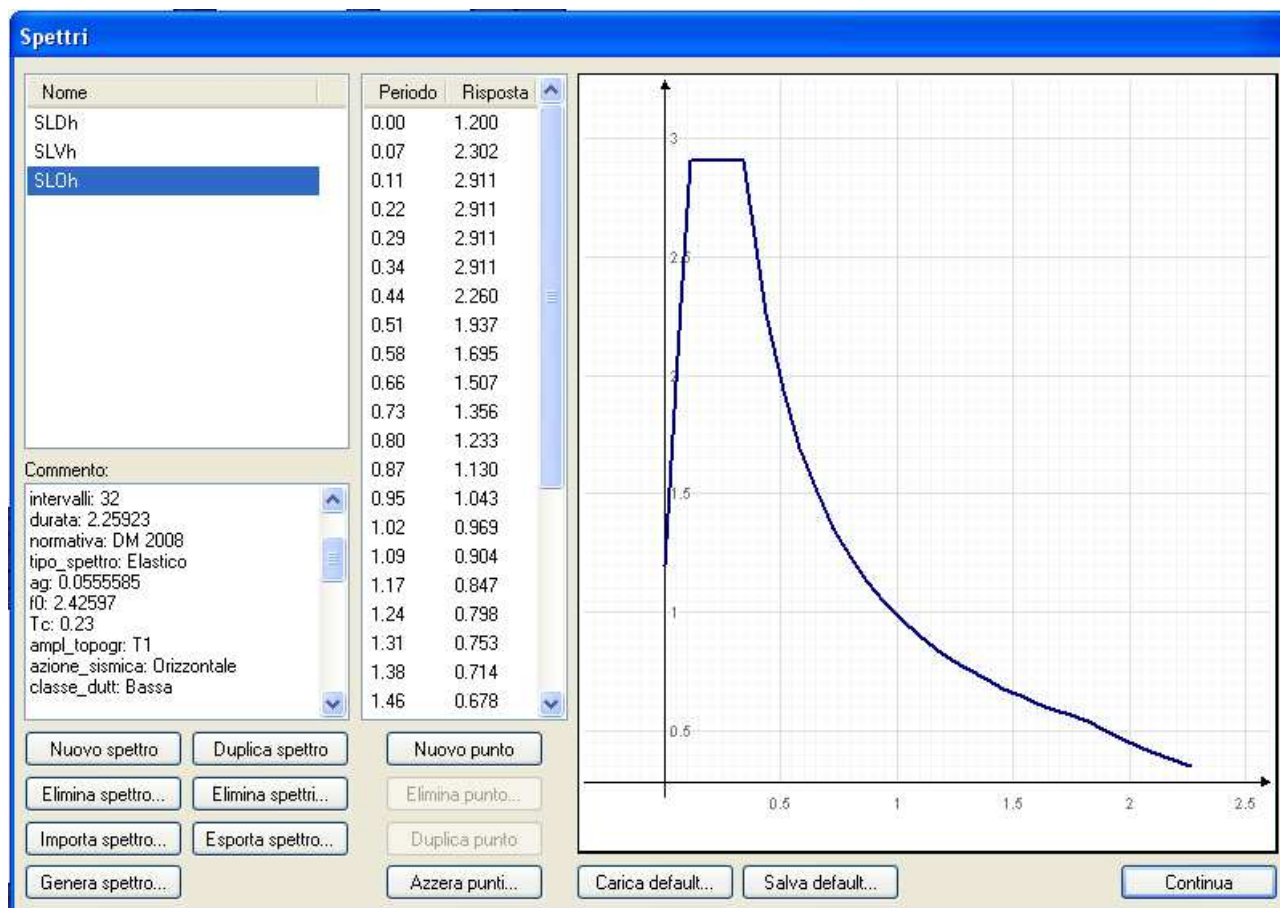 Spettri
Nome
SLDh
SLVh
SLOh
Commento:
intervalli: 32
durata: 2.25923
normativa: DM 2008
tipo_spettro: Elastico
ag: 0.0555585
f0: 2.42597
Tc: 0.23
ampl_topogr: T1
azione_sismica: Orizzontale
classe_dutt: Bassa
Periodo Risposta
0.00 1.200
0.07 2.302
0.11 2.911
0.22 2.911
0.29 2.911
0.34 2.911
0.44 2.260
0.51 1.937
0.58 1.695
0.66 1.507
0.73 1.356
0.80 1.233
0.87 1.130
0.95 1.043
1.02 0.969
1.09 0.904
1.17 0.847
1.24 0.798
1.31 0.753
1.38 0.714
1.46 0.678
3
2.5
2
1.5
1
0.5
0.5 1 1.5 2 2.5
Nuovo spettro Duplica spettro Nuovo punto
Elimina spettro... Elimina spettri... Elimina punto...
Importa spettro... Esporta spettro... Duplica punto
Genera spettro... Azzera punti... Carica default... Salva default... Continua